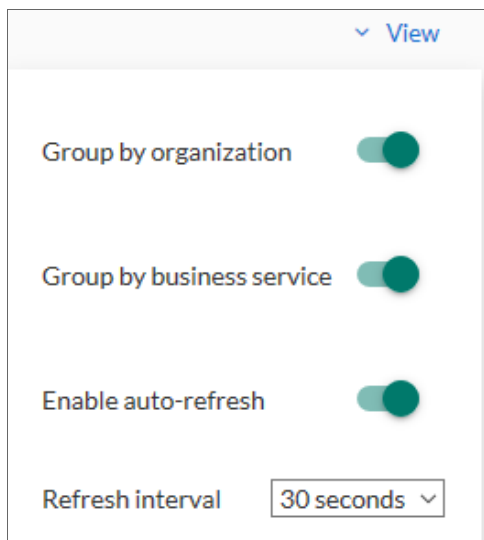 View
Group by organization
Group by business service
Enable auto-refresh
Refresh interval 30 seconds